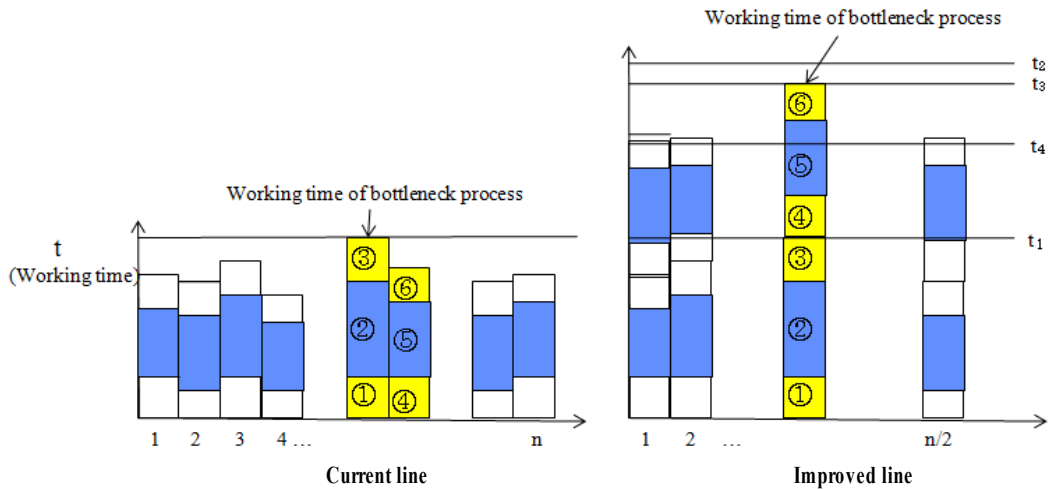 Working time of bottleneck process
t₂
t₃
⑥
t₄
⑤
④
t₁
③
②
①
1 2 ... n/2
Improved line
Working time of bottleneck process
t
(Working time)
③
⑥
②
⑤
①
④
1 2 3 4 ... n
Current line